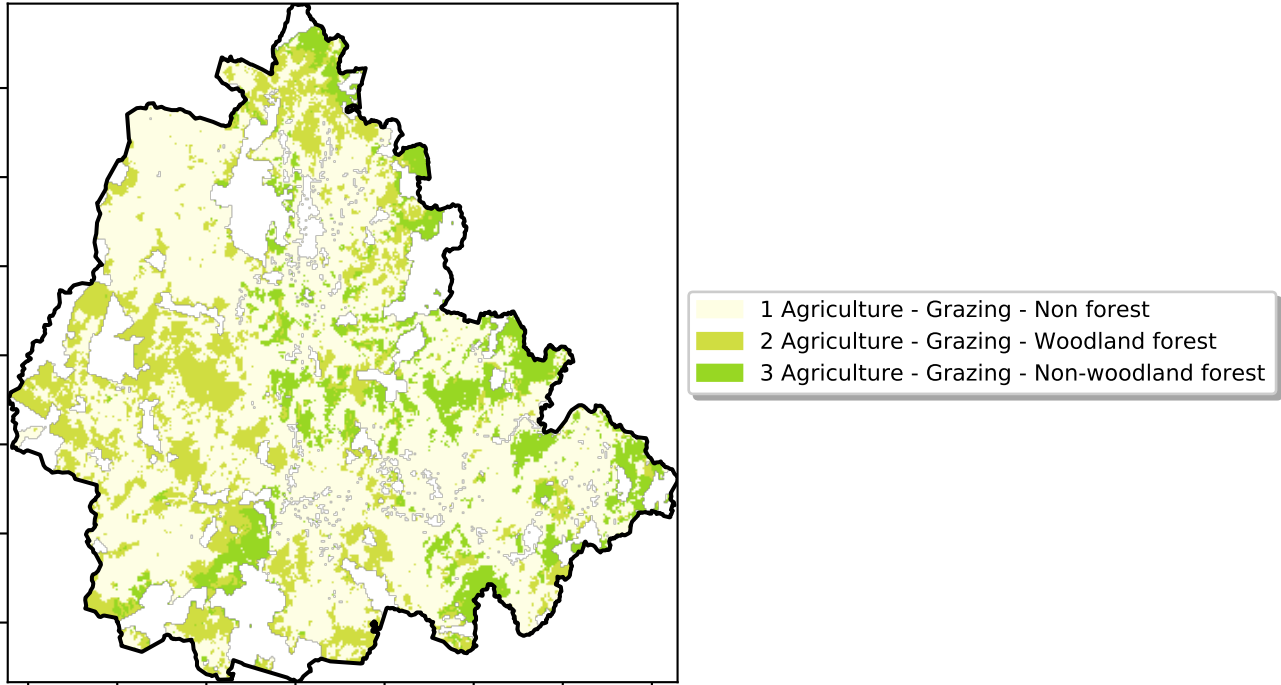 1 Agriculture - Grazing - Non forest
2 Agriculture - Grazing - Woodland forest
3 Agriculture - Grazing - Non-woodland forest